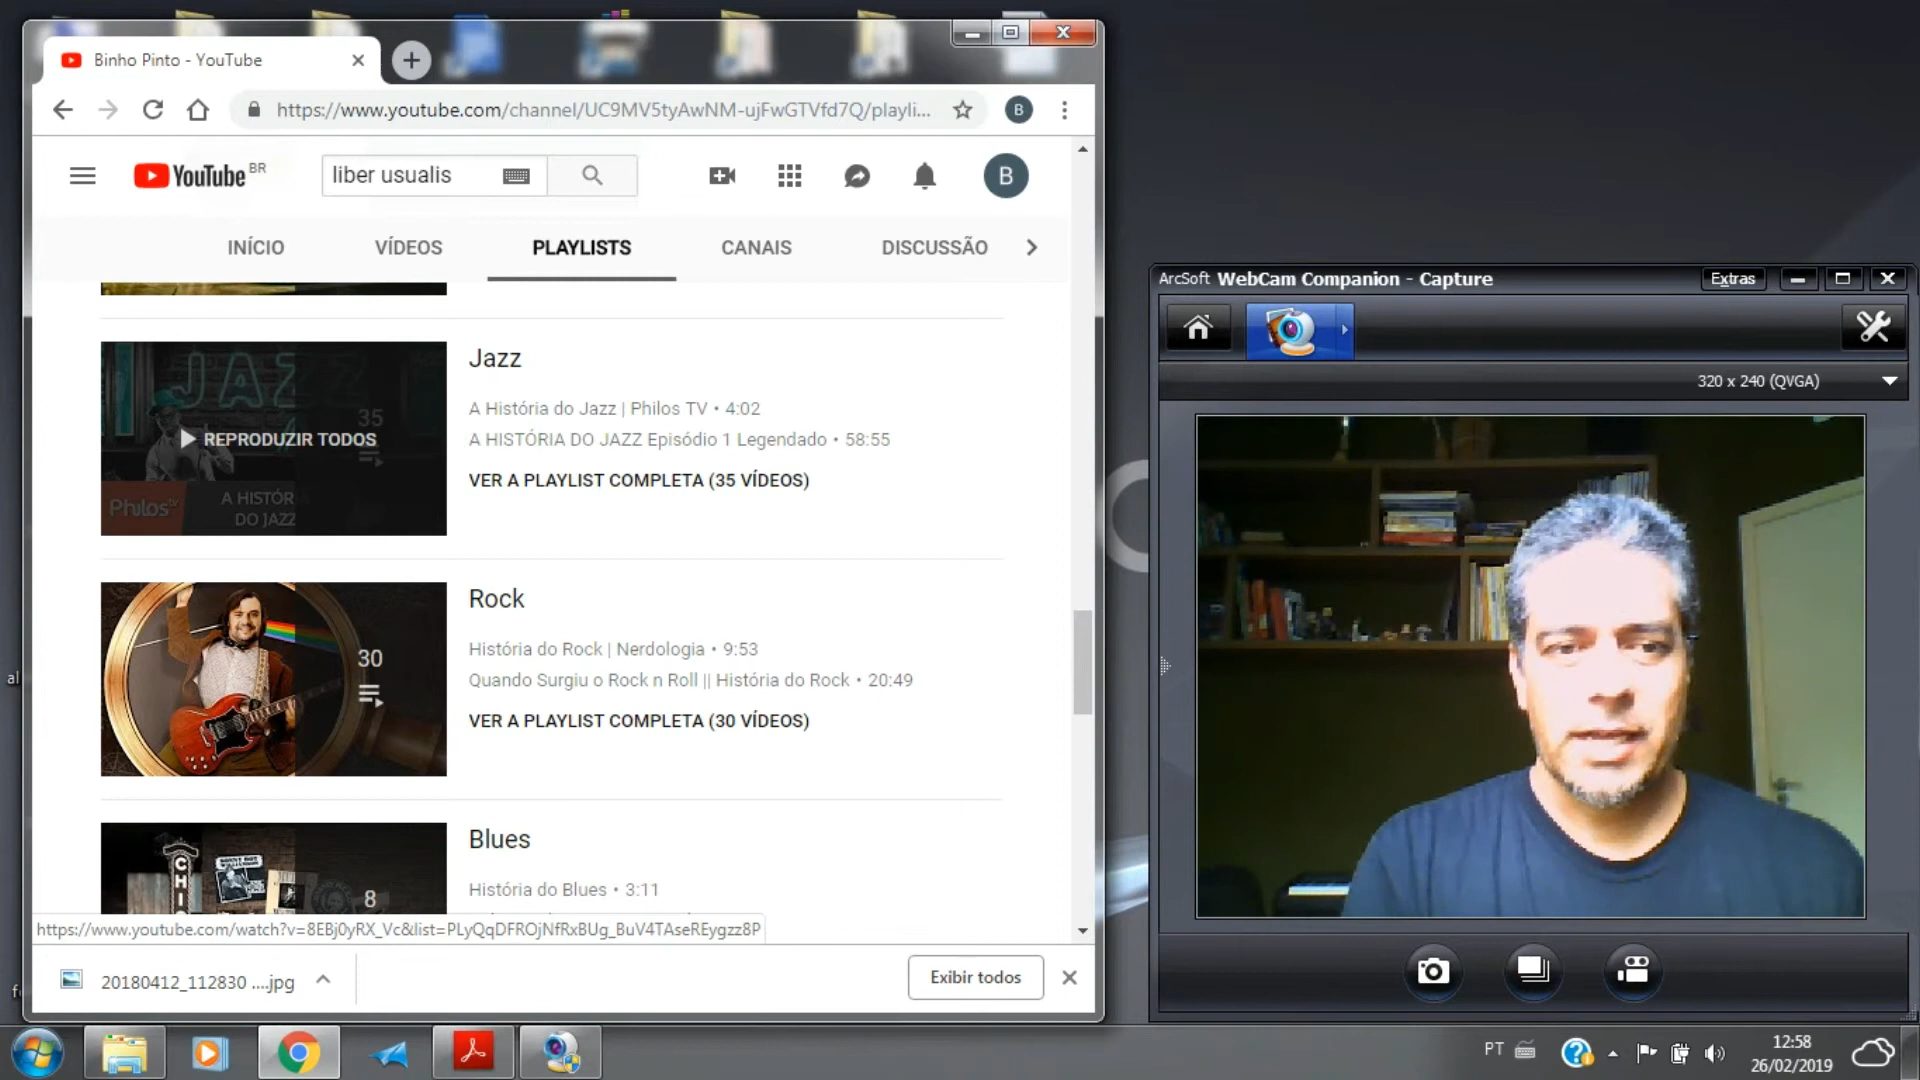 Binho Pinto - YouTube
https://www.youtube.com/channel/UC9MV5tyAwNM-ujFwGTVfd7Q/playli...
B
YouTube BR
liber usualis
B
INÍCIO
VÍDEOS
PLAYLISTS
CANAIS
DISCUSSÃO
JAZZ
35
REPRODUZIR TODOS
Philos TV
A HISTÓR
DO JAZZ
Jazz
A História do Jazz | Philos TV • 4:02
A HISTÓRIA DO JAZZ Episódio 1 Legendado • 58:55
VER A PLAYLIST COMPLETA (35 VÍDEOS)
30
Rock
História do Rock | Nerdologia • 9:53
Quando Surgiu o Rock n Roll || História do Rock • 20:49
VER A PLAYLIST COMPLETA (30 VÍDEOS)
CHI
8
Blues
História do Blues • 3:11
https://www.youtube.com/watch?v=8EBj0yRX_Vc&list=PLyQqDFROjNfRxBUg_BuV4TAseREygzz8P
20180412_112830 ....jpg
Exibir todos
al
ArcSoft WebCam Companion - Capture
Extras
320 x 240 (QVGA)
PT
12:58
26/02/2019